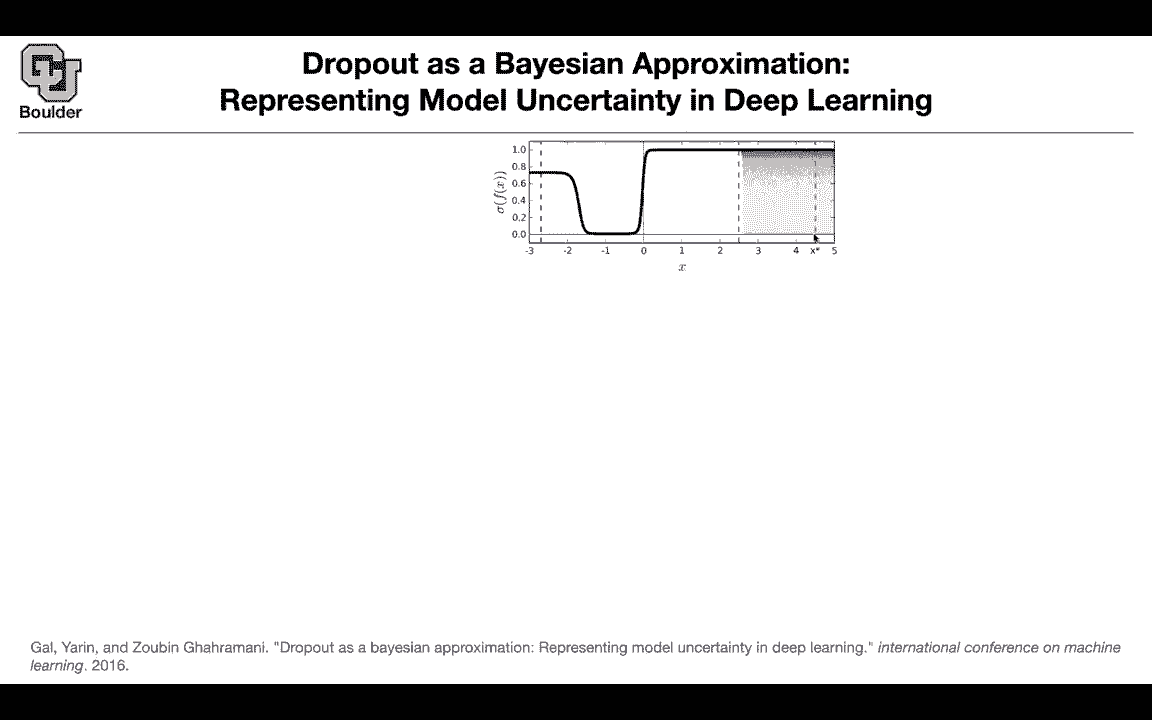 CU
Boulder
Dropout as a Bayesian Approximation:
Representing Model Uncertainty in Deep Learning
1.0
0.8
0.6
0.4
0.2
0.0
σ(f(x))
-3 -2 -1 0 1 2 3 4 x* 5
x
Gal, Yarin, and Zoubin Ghahramani. "Dropout as a bayesian approximation: Representing model uncertainty in deep learning." international conference on machine
learning. 2016.